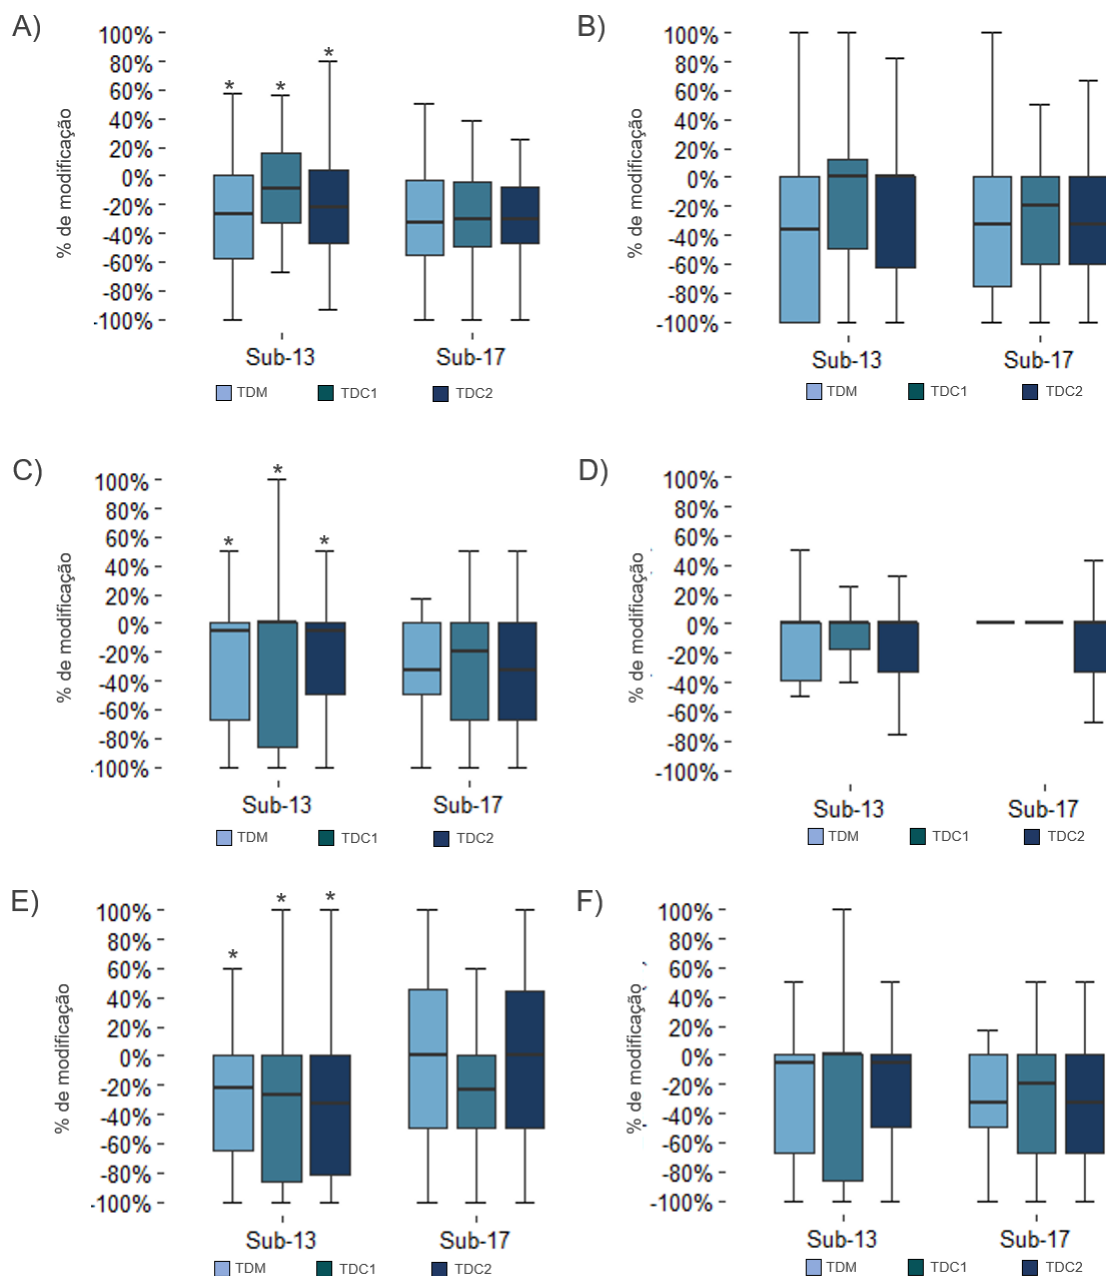 A)
% de modificação
100%
80%
60%
40%
20%
0%
-20%
-40%
-60%
-80%
-100%
* * *
Sub-13 Sub-17
TDM TDC1 TDC2
B)
% de modificação
100%
80%
60%
40%
20%
0%
-20%
-40%
-60%
-80%
-100%
Sub-13 Sub-17
TDM TDC1 TDC2
C)
% de modificação
100%
80%
60%
40%
20%
0%
-20%
-40%
-60%
-80%
-100%
* * *
Sub-13 Sub-17
TDM TDC1 TDC2
D)
% de modificação
100%
80%
60%
40%
20%
0%
-20%
-40%
-60%
-80%
-100%
Sub-13 Sub-17
TDM TDC1 TDC2
E)
% de modificação
100%
80%
60%
40%
20%
0%
-20%
-40%
-60%
-80%
-100%
* * *
Sub-13 Sub-17
TDM TDC1 TDC2
F)
% de modificação
100%
80%
60%
40%
20%
0%
-20%
-40%
-60%
-80%
-100%
Sub-13 Sub-17
TDM TDC1 TDC2